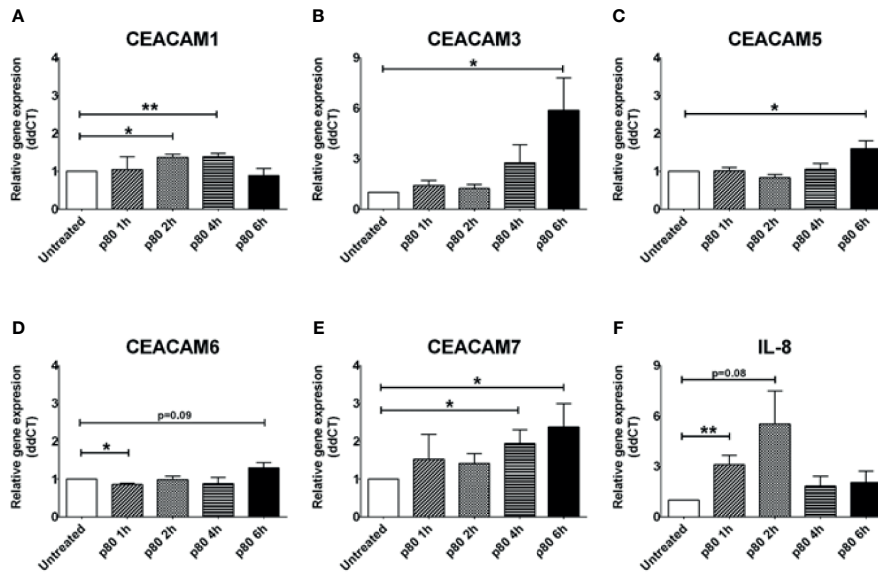 A
CEACAM1
Relative gene expression
(ddCT)
4
3
2
1
0
**
*
Untreated
p80 1h
p80 2h
p80 4h
p80 6h
B
CEACAM3
Relative gene expression
(ddCT)
9
6
3
0
*
Untreated
p80 1h
p80 2h
p80 4h
p80 6h
C
CEACAM5
Relative gene expression
(ddCT)
4
3
2
1
0
*
Untreated
p80 1h
p80 2h
p80 4h
p80 6h
D
CEACAM6
Relative gene expression
(ddCT)
4
3
2
1
0
p=0.09
*
Untreated
p80 1h
p80 2h
p80 4h
p80 6h
E
CEACAM7
Relative gene expression
(ddCT)
4
3
2
1
0
*
*
Untreated
p80 1h
p80 2h
p80 4h
p80 6h
F
IL-8
Relative gene expression
(ddCT)
9
6
3
0
p=0.08
**
Untreated
p80 1h
p80 2h
p80 4h
p80 6h